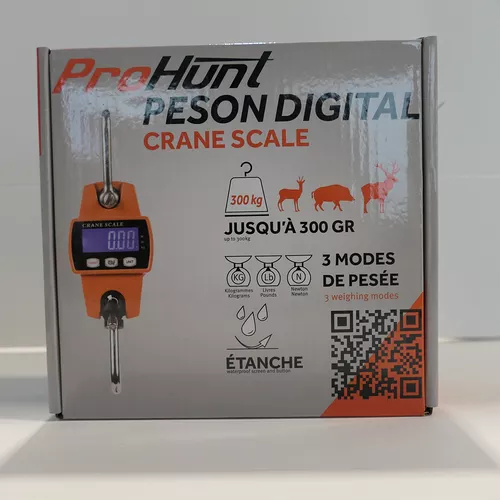 ProHunt
PESON DIGITAL
CRANE SCALE
300 kg
JUSQU'À 300 GR
up to 300kg
CRANE SCALE
0.00
KG
Lb
N
Kilogrammes
Kilograms
Livres
Pounds
Newton
Newton
3 MODES
DE PESÉE
3 weighing modes
ÉTANCHE
waterproof screen and button